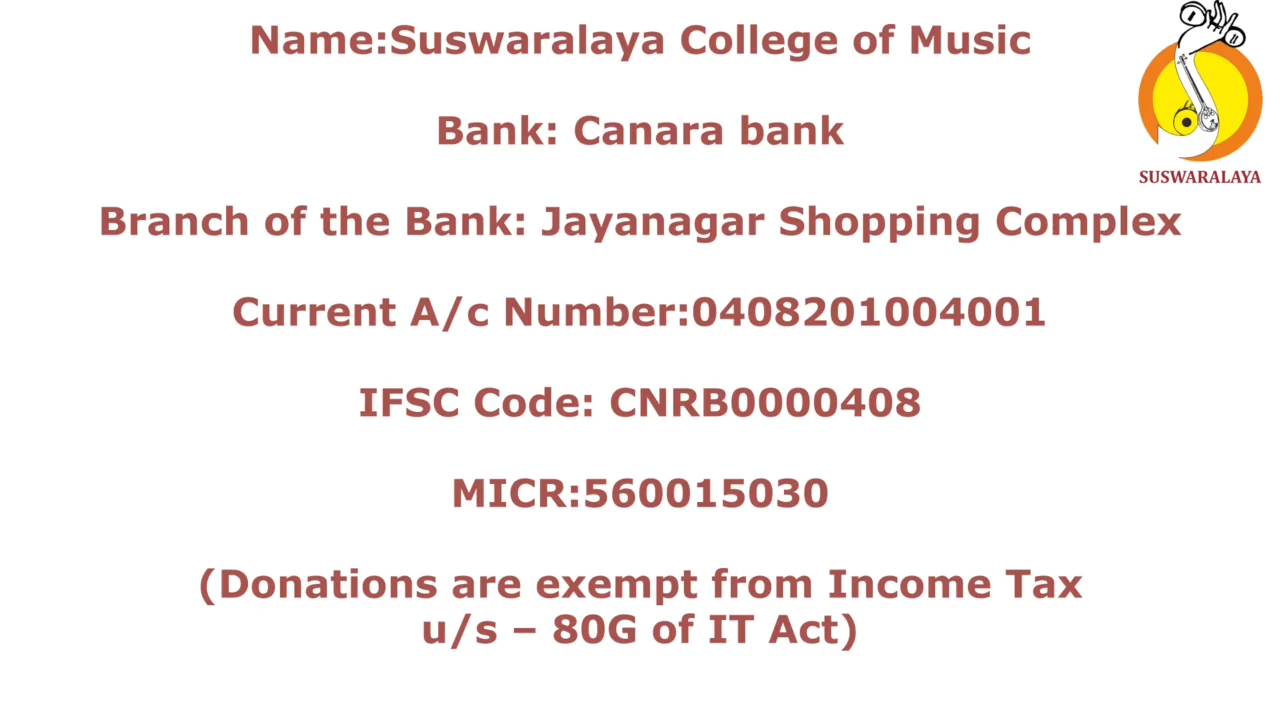 Name:Suswaralaya College of Music
Bank: Canara bank
Branch of the Bank: Jayanagar Shopping Complex
Current A/c Number:0408201004001
IFSC Code: CNRB0000408
MICR:560015030
(Donations are exempt from Income Tax
u/s – 80G of IT Act)
SUSWARALAYA